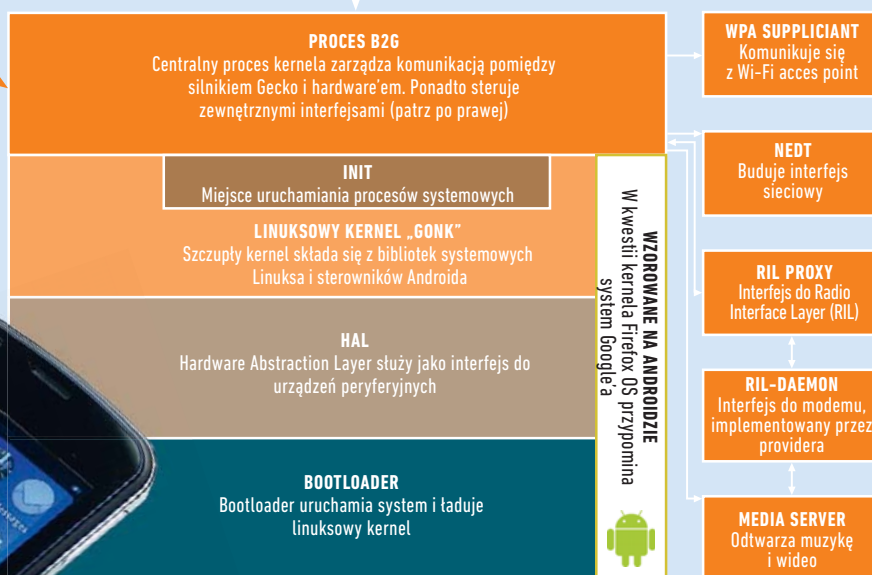 PROCES B2G
Centralny proces kernela zarządza komunikacją pomiędzy
silnikiem Gecko i hardware'em. Ponadto steruje
zewnętrznymi interfejsami (patrz po prawej)
INIT
Miejsce uruchamiania procesów systemowych
LINUKSOWY KERNEL „GONK”
Szczupły kernel składa się z bibliotek systemowych
Linuksa i sterowników Androida
HAL
Hardware Abstraction Layer służy jako interfejs do
urządzeń peryferyjnych
BOOTLOADER
Bootloader uruchamia system i ładuje
linuksowy kernel
WZOROWANE NA ANDROIDZIE
W kwestii kernela Firefox OS przypomina
system Google'a
WPA SUPPLICIANT
Komunikuje się
z Wi-Fi acces point
NEDT
Buduje interfejs
sieciowy
RIL PROXY
Interfejs do Radio
Interface Layer (RIL)
RIL-DAEMON
Interfejs do modemu,
implementowany przez
providera
MEDIA SERVER
Odtwarza muzykę
i wideo